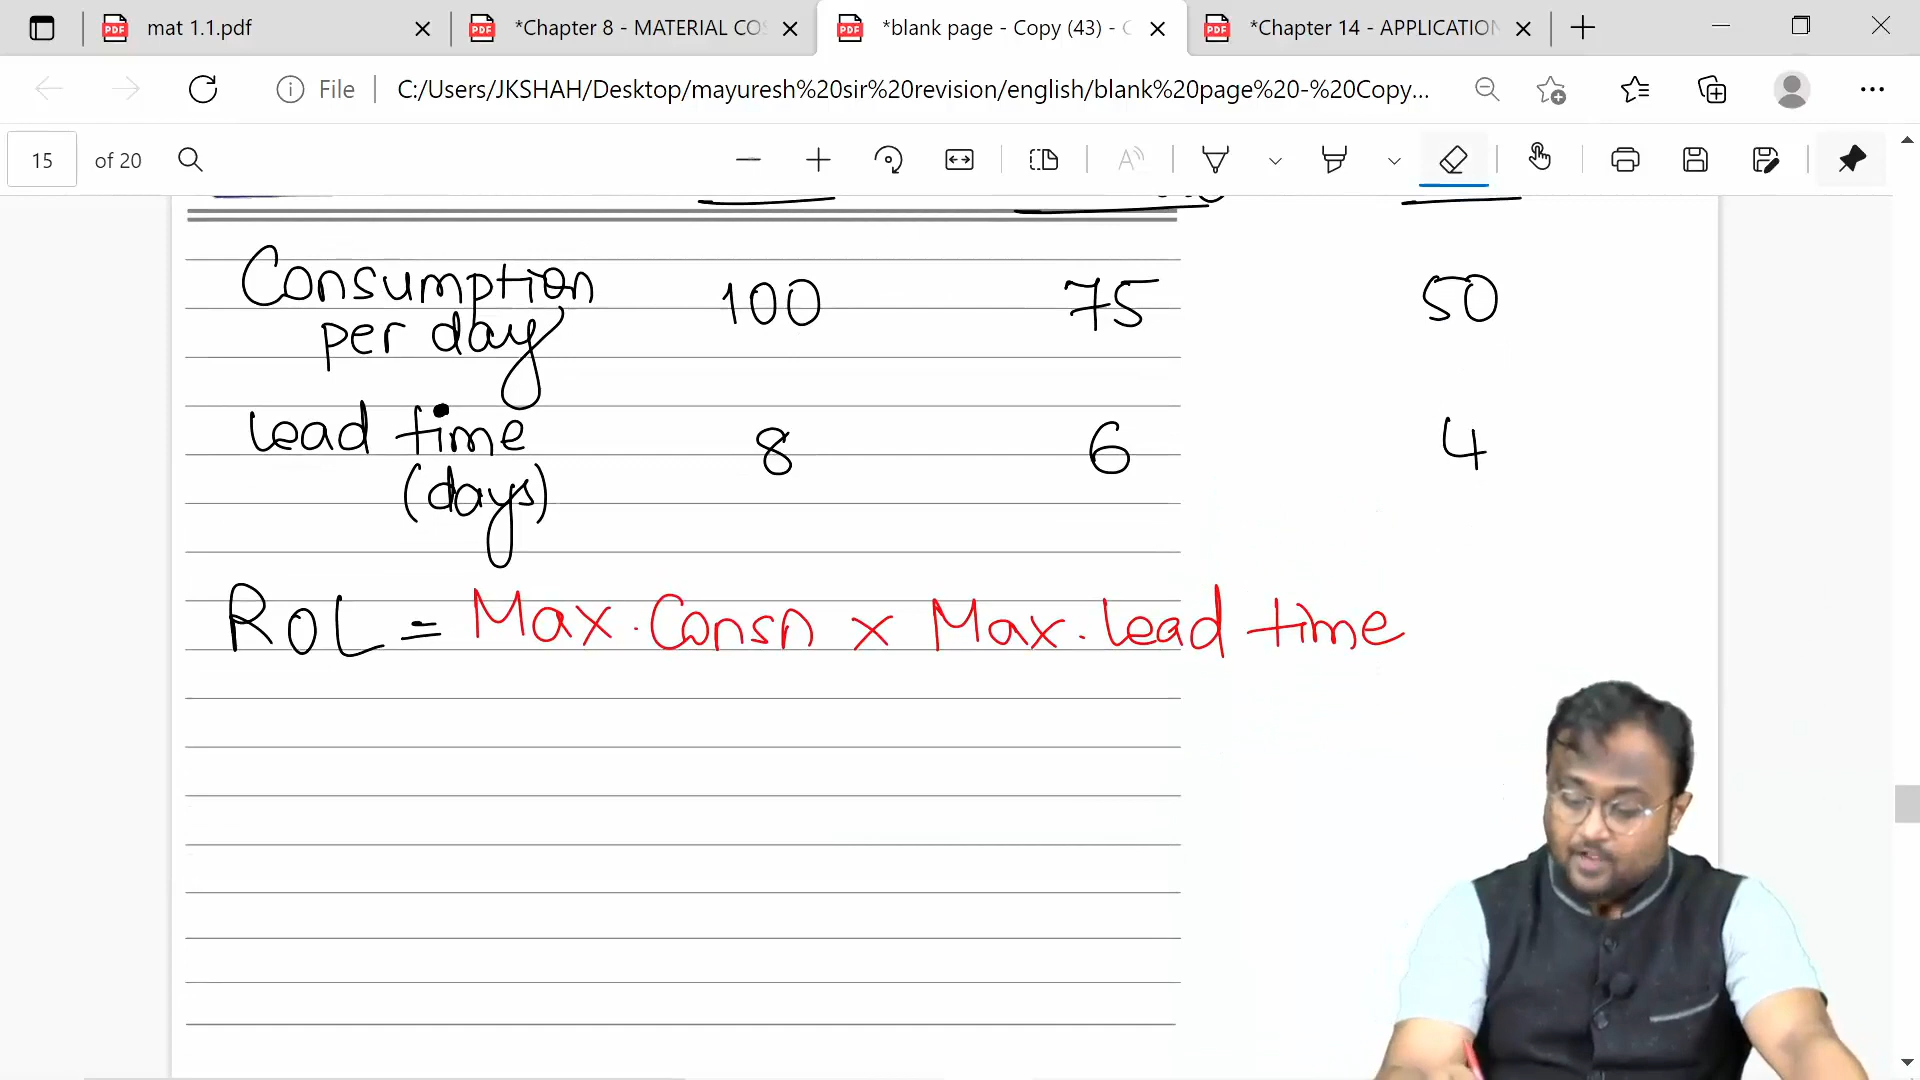 mat 1.1.pdf
*Chapter 8 - MATERIAL COS
*blank page - Copy (43) - C
*Chapter 14 - APPLICATION
File
C:/Users/JKSHAH/Desktop/mayuresh%20sir%20revision/english/blank%20page%20-%20Copy...
15 of 20
Consumption 100 75 50
per day
Lead time 8 6 4
(days)
ROL = Max. Consn x Max. lead time